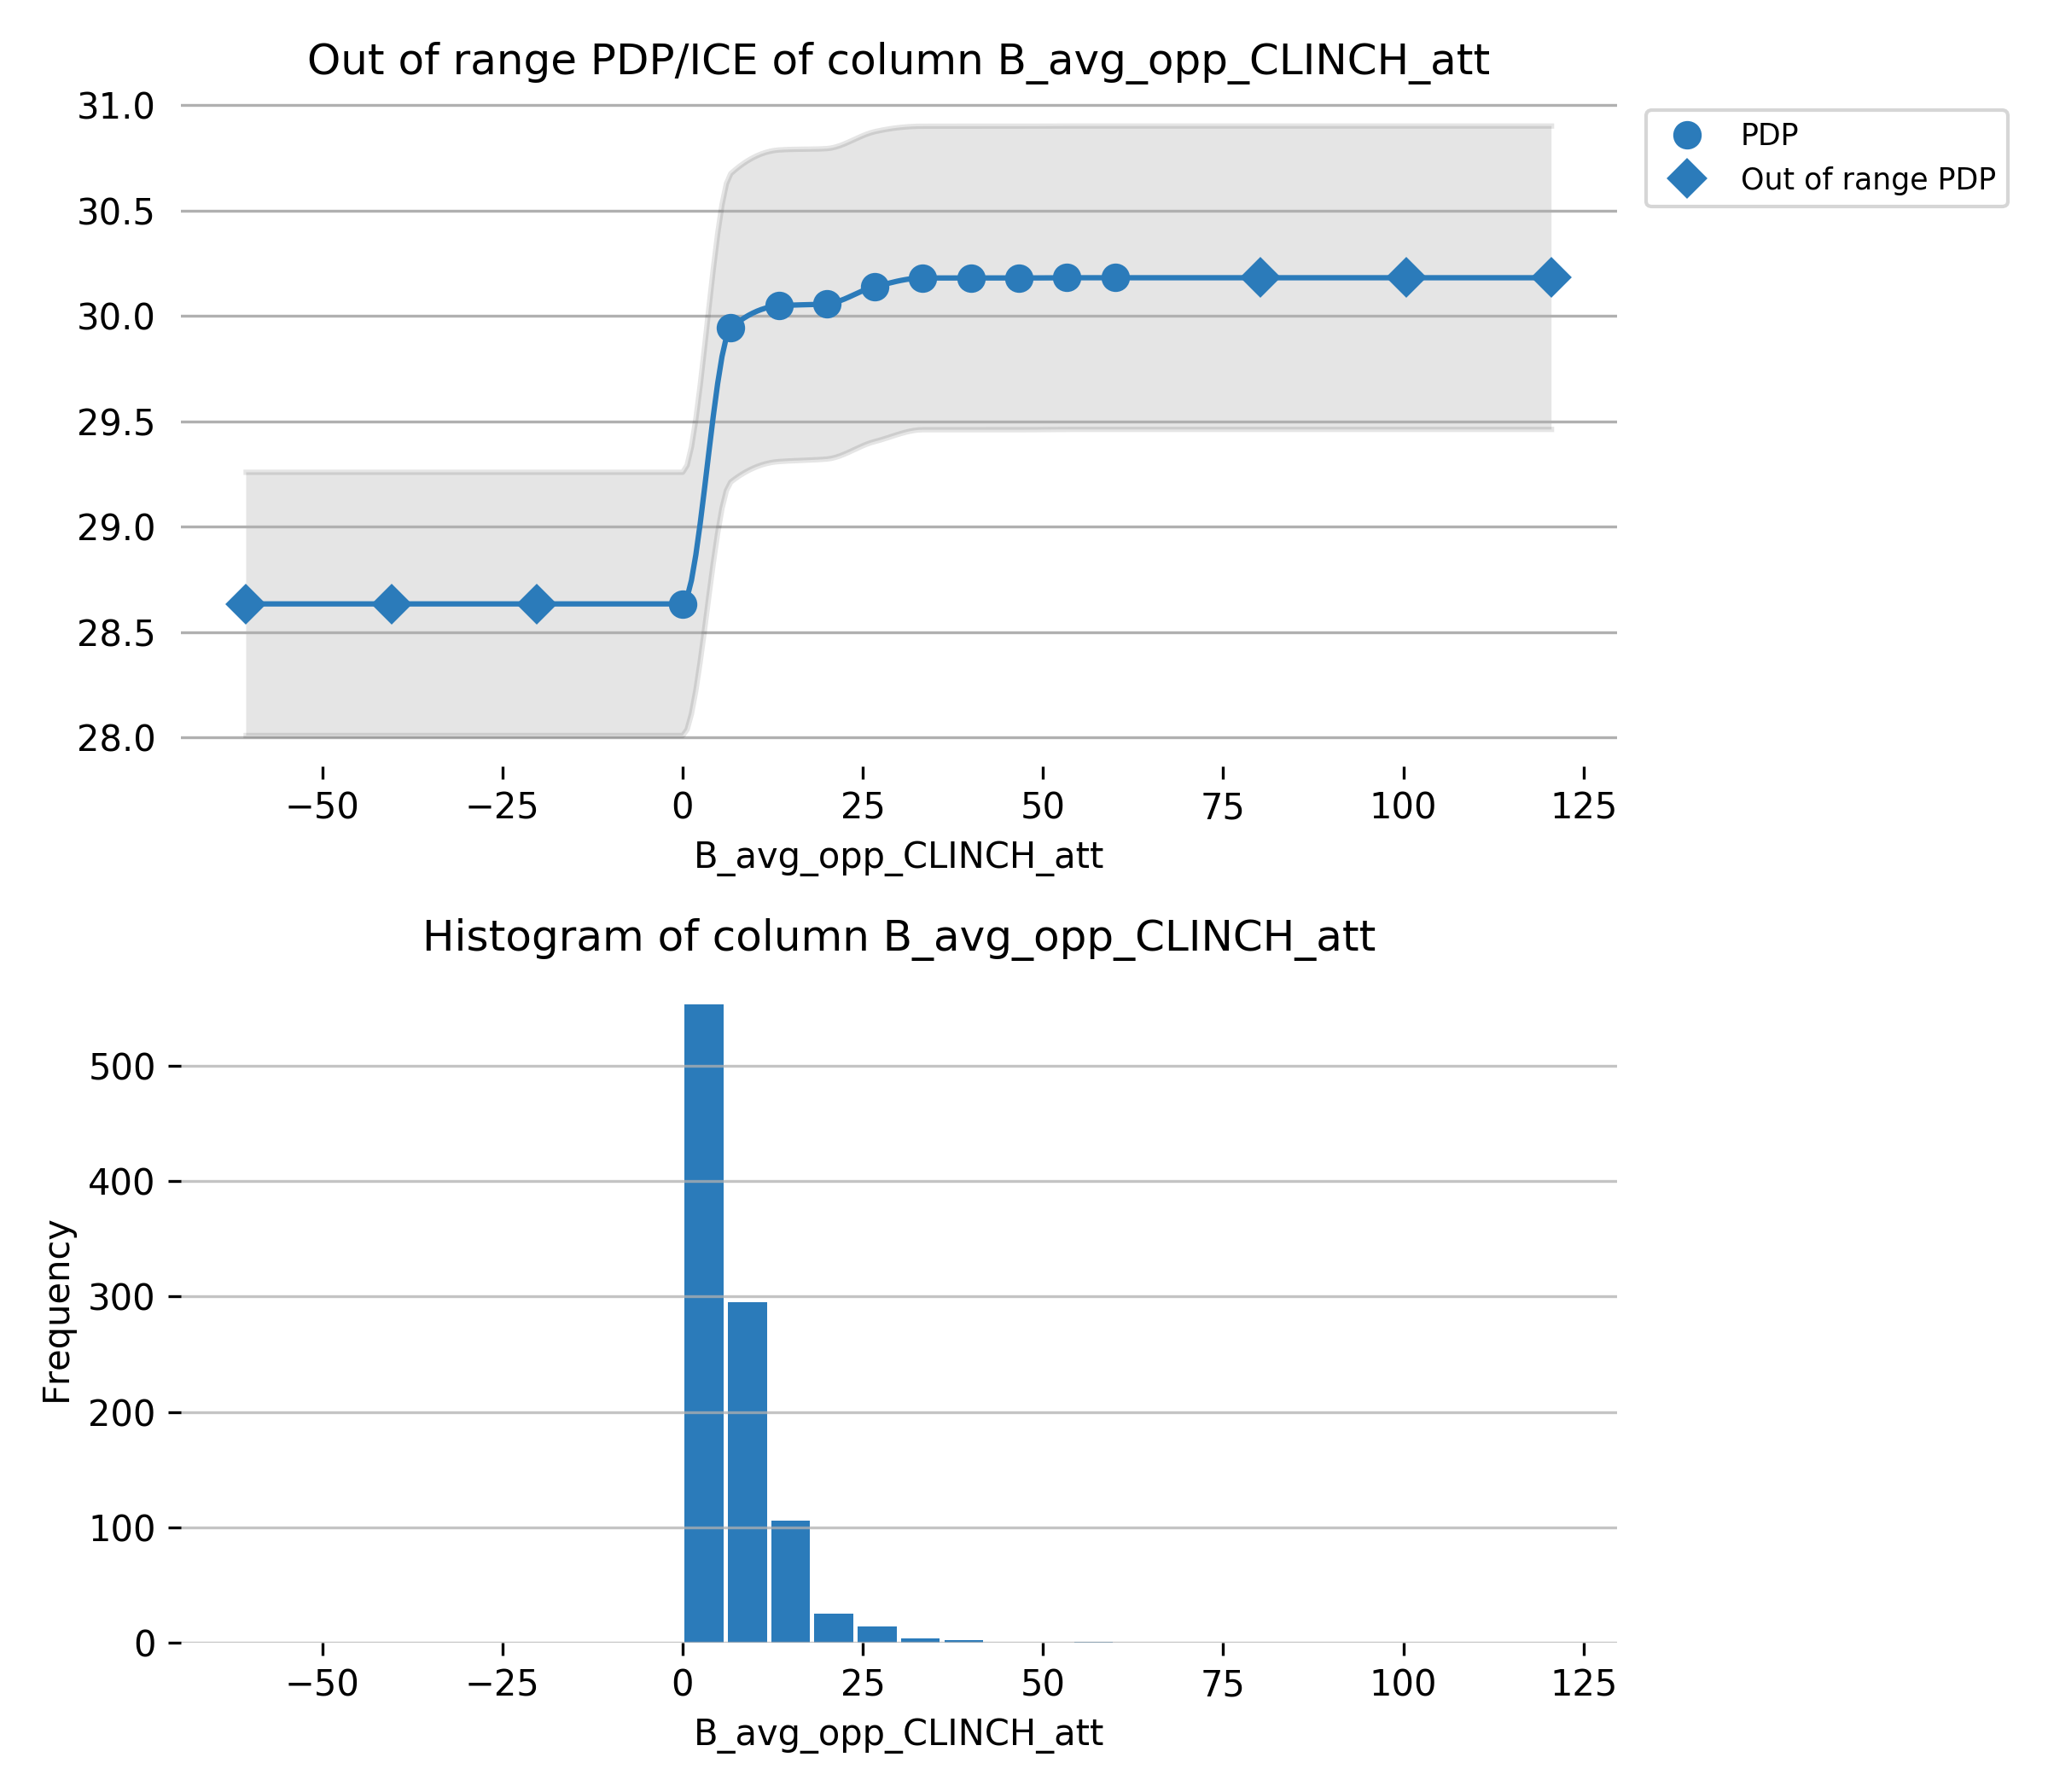 Out of range PDP/ICE of column B_avg_opp_CLINCH_att
31.0
30.5
30.0
29.5
29.0
28.5
28.0
PDP
Out of range PDP
−50 −25 0 25 50 75 100 125
B_avg_opp_CLINCH_att
Histogram of column B_avg_opp_CLINCH_att
Frequency
500
400
300
200
100
0
−50 −25 0 25 50 75 100 125
B_avg_opp_CLINCH_att